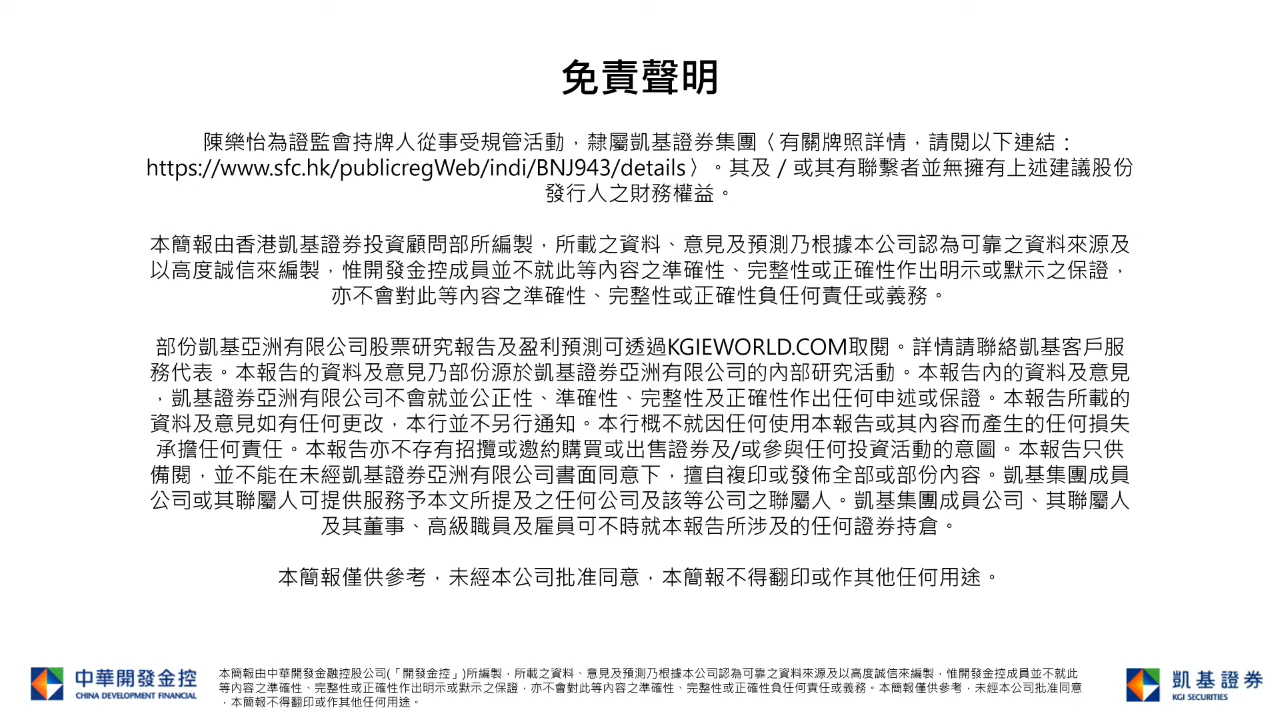 免責聲明
陳樂怡為證監會持牌人從事受規管活動，隸屬凱基證券集團〈有關牌照詳情，請閱以下連結：
https://www.sfc.hk/publicregWeb/indi/BNJ943/details〉。其及 / 或其有聯繫者並無擁有上述建議股份
發行人之財務權益。
本簡報由香港凱基證券投資顧問部所編製，所載之資料、意見及預測乃根據本公司認為可靠之資料來源及
以高度誠信來編製，惟開發金控成員並不就此等內容之準確性、完整性或正確性作出明示或默示之保證，
亦不會對此等內容之準確性、完整性或正確性負任何責任或義務。
部份凱基亞洲有限公司股票研究報告及盈利預測可透過KGIEWORLD.COM取閱。詳情請聯絡凱基客戶服
務代表。本報告的資料及意見乃部份源於凱基證券亞洲有限公司的內部研究活動。本報告內的資料及意見
，凱基證券亞洲有限公司不會就並公正性、準確性、完整性及正確性作出任何申述或保證。本報告所載的
資料及意見如有任何更改，本行並不另行通知。本行概不就因任何使用本報告或其內容而產生的任何損失
承擔任何責任。本報告亦不存有招攬或邀約購買或出售證券及/或參與任何投資活動的意圖。本報告只供
備閱，並不能在未經凱基證券亞洲有限公司書面同意下，擅自複印或發佈全部或部份內容。凱基集團成員
公司或其聯屬人可提供服務予本文所提及之任何公司及該等公司之聯屬人。凱基集團成員公司、其聯屬人
及其董事、高級職員及雇員可不時就本報告所涉及的任何證券持倉。
本簡報僅供參考，未經本公司批准同意，本簡報不得翻印或作其他任何用途。
中華開發金控
CHINA DEVELOPMENT FINANCIAL
本簡報由中華開發金融控股公司(「開發金控」)所編製，所載之資料、意見及預測乃根據本公司認為可靠之資料來源及以高度誠信來編製，惟開發金控成員並不就此
等內容之準確性、完整性或正確性作出明示或默示之保證，亦不會對此等內容之準確性、完整性或正確性負任何責任或義務。本簡報僅供參考，未經本公司批准同意
，本簡報不得翻印或作其他任何用途。
凱基證券
KGI SECURITIES